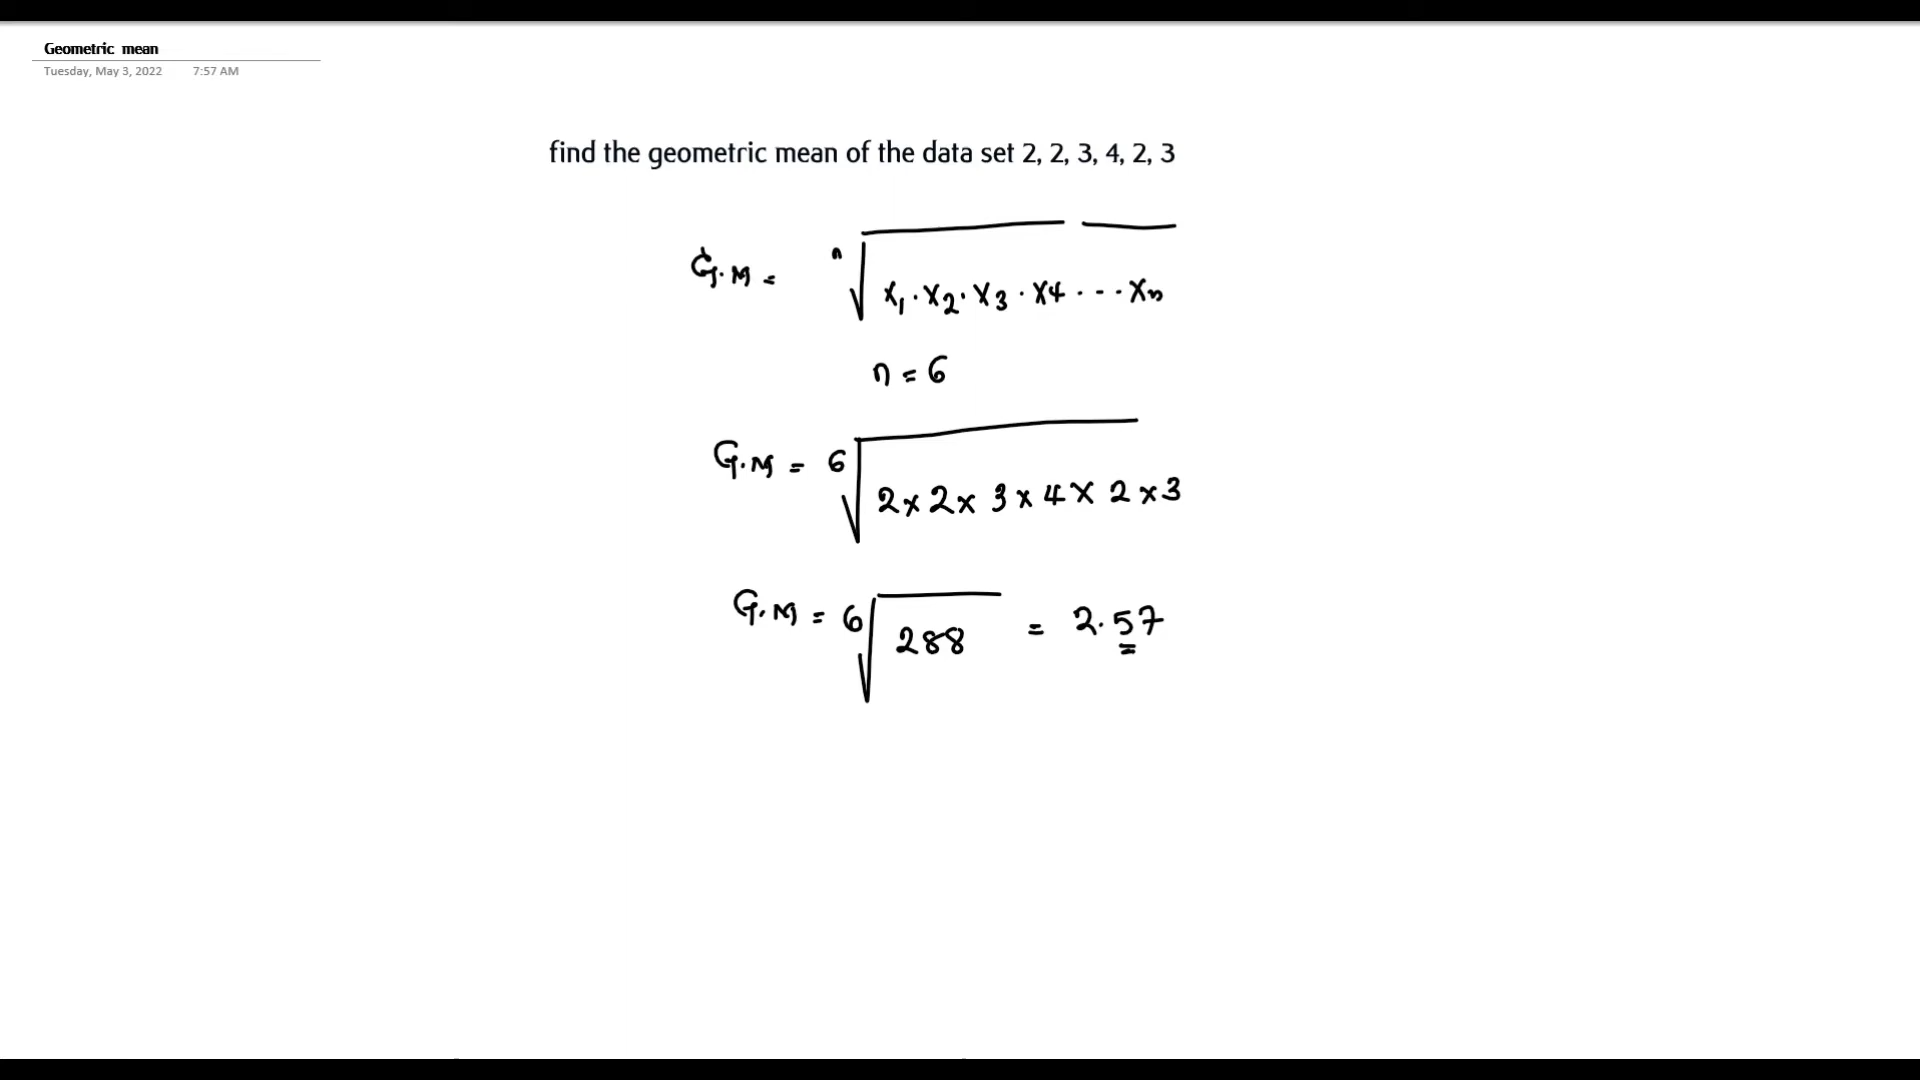 Geometric mean
Tuesday, May 3, 2022 7:57 AM
find the geometric mean of the data set 2, 2, 3, 4, 2, 3
G.M = ⁿ√x₁·x₂·x₃·x4···xₙ
n = 6
G.M = ⁶√2×2×3×4×2×3
G.M = ⁶√288 = 2.57